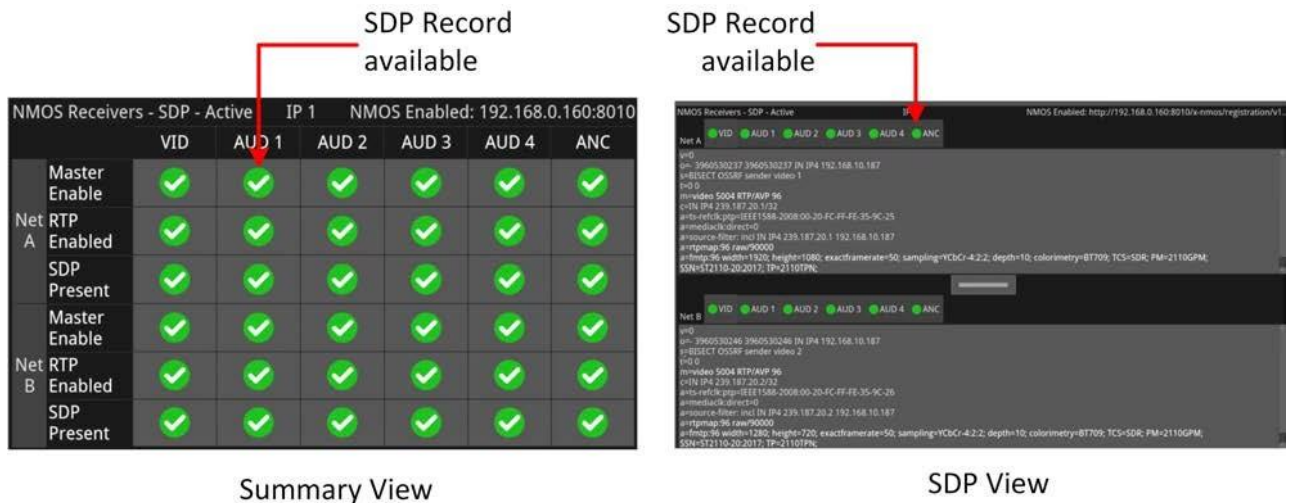 SDP Record
available
SDP Record
available
NMOS Receivers - SDP - Active IP 1 NMOS Enabled: 192.168.0.160:8010
VID AUD 1 AUD 2 AUD 3 AUD 4 ANC
Master
Enable
Net A
RTP
Enabled
SDP
Present
Master
Enable
Net B
RTP
Enabled
SDP
Present
Summary View
NMOS Receivers - SDP - Active IP NMOS Enabled: http://192.168.0.160:8010/x-nmos/registration/v1...
Net A VID AUD 1 AUD 2 AUD 3 AUD 4 ANC
v=0
o=- 3960530237 3960530237 IN IP4 192.168.10.187
s=BISECT OSSRF sender video 1
t=0 0
m=video 5004 RTP/AVP 96
c=IN IP4 239.187.20.1/32
a=ts-refclk:ptp=IEEE1588-2008:00-20-FC-FF-FE-35-9C-25
a=mediaclk:direct=0
a=source-filter: incl IN IP4 239.187.20.1 192.168.10.187
a=rtpmap:96 raw/90000
a=fmtp:96 width=1920; height=1080; exactframerate=50; sampling=YCbCr-4:2:2; depth=10; colorimetry=BT709; TCS=SDR; PM=2110GPM;
SSN=ST2110-20:2017; TP=2110TPN;
Net B VID AUD 1 AUD 2 AUD 3 AUD 4 ANC
v=0
o=- 3960530246 3960530246 IN IP4 192.168.10.187
s=BISECT OSSRF sender video 2
t=0 0
m=video 5004 RTP/AVP 96
c=IN IP4 239.187.20.2/32
a=ts-refclk:ptp=IEEE1588-2008:00-20-FC-FF-FE-35-9C-26
a=mediaclk:direct=0
a=source-filter: incl IN IP4 239.187.20.2 192.168.10.187
a=rtpmap:96 raw/90000
a=fmtp:96 width=1280; height=720; exactframerate=50; sampling=YCbCr-4:2:2; depth=10; colorimetry=BT709; TCS=SDR; PM=2110GPM;
SSN=ST2110-20:2017; TP=2110TPN;
SDP View